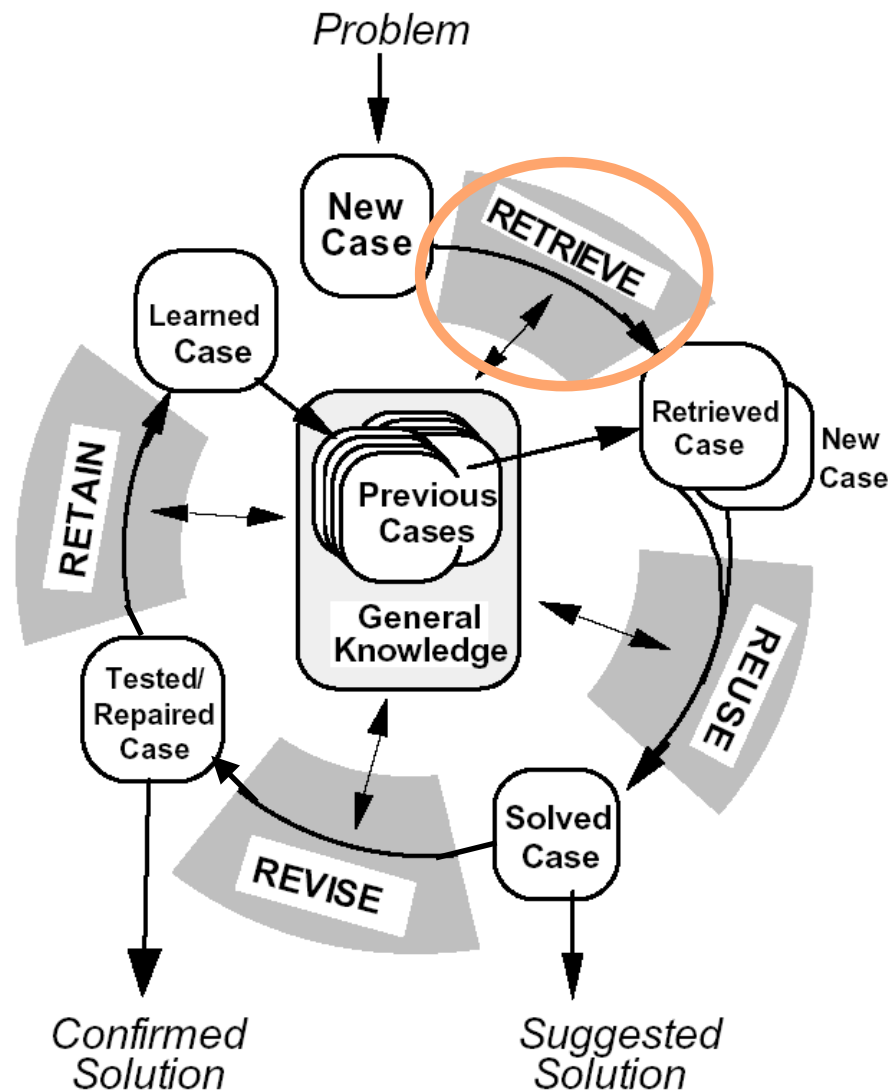 Problem
New
Case
RETRIEVE
Learned
Case
Retrieved
Case
New
Case
Previous
Cases
RETAIN
General
Knowledge
REUSE
Tested/
Repaired
Case
Solved
Case
REVISE
Confirmed
Solution
Suggested
Solution